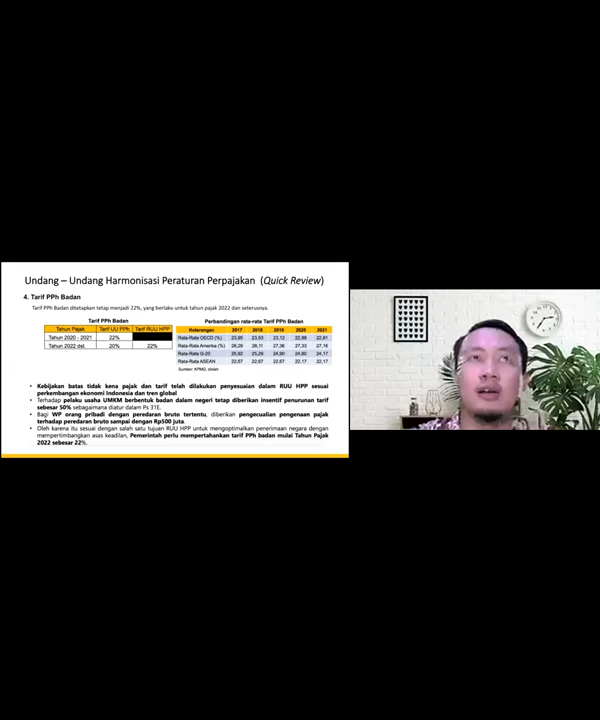 Undang – Undang Harmonisasi Peraturan Perpajakan (Quick Review)
4. Tarif PPh Badan
Tarif PPh Badan ditetapkan tetap menjadi 22%, yang berlaku untuk tahun pajak 2022 dan seterusnya.
Tarif PPh Badan
Tahun Pajak Tarif UU PPh Tarif RUU HPP
Tahun 2020 - 2021 22%
Tahun 2022 dst. 20% 22%
Perbandingan rata-rata Tarif PPh Badan
Keterangan 2017 2018 2019 2020 2021
Rata-Rata OECD (%) 23,95 23,53 23,12 22,88 22,81
Rata-Rata Amerika (%) 28,29 28,11 27,36 27,33 27,16
Rata-Rata G-20 25,92 25,29 24,90 24,60 24,17
Rata-Rata ASEAN 22,67 22,67 22,67 22,17 22,17
Sumber: KPMG, diolah
• Kebijakan batas tidak kena pajak dan tarif telah dilakukan penyesuaian dalam RUU HPP sesuai
perkembangan ekonomi Indonesia dan tren global
• Terhadap pelaku usaha UMKM berbentuk badan dalam negeri tetap diberikan insentif penurunan tarif
sebesar 50% sebagaimana diatur dalam Ps 31E.
• Bagi WP orang pribadi dengan peredaran bruto tertentu, diberikan pengecualian pengenaan pajak
terhadap peredaran bruto sampai dengan Rp500 juta.
• Oleh karena itu sesuai dengan salah satu tujuan RUU HPP untuk mengoptimalkan penerimaan negara dengan
mempertimbangkan asas keadilan, Pemerintah perlu mempertahankan tarif PPh badan mulai Tahun Pajak
2022 sebesar 22%.